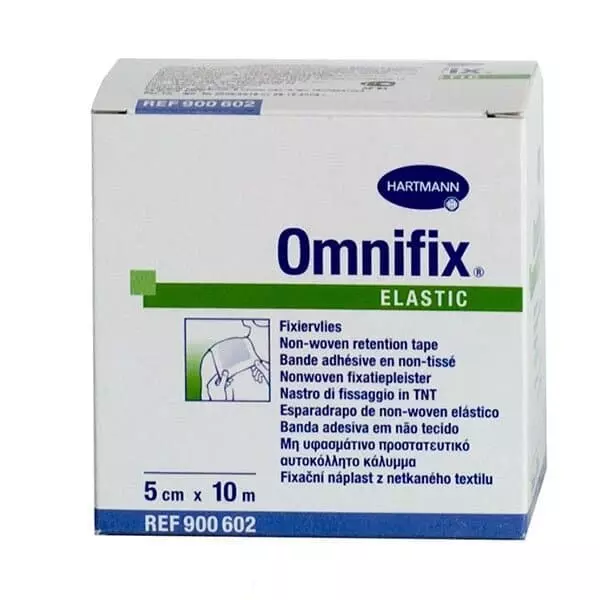 REF 900 602
ifix®
TIC
HARTMANN
Omnifix®
ELASTIC
Fixiervlies
Non-woven retention tape
Bande adhésive en non-tissé
Nonwoven fixatiepleister
Nastro di fissaggio in TNT
Esparadrapo de non-woven elástico
Banda adesiva em não tecido
Μη υφασμάτινο προστατευτικό
αυτοκόλλητο κάλυμμα
Fixační náplast z netkaného textilu
5 cm x 10 m
REF 900 602